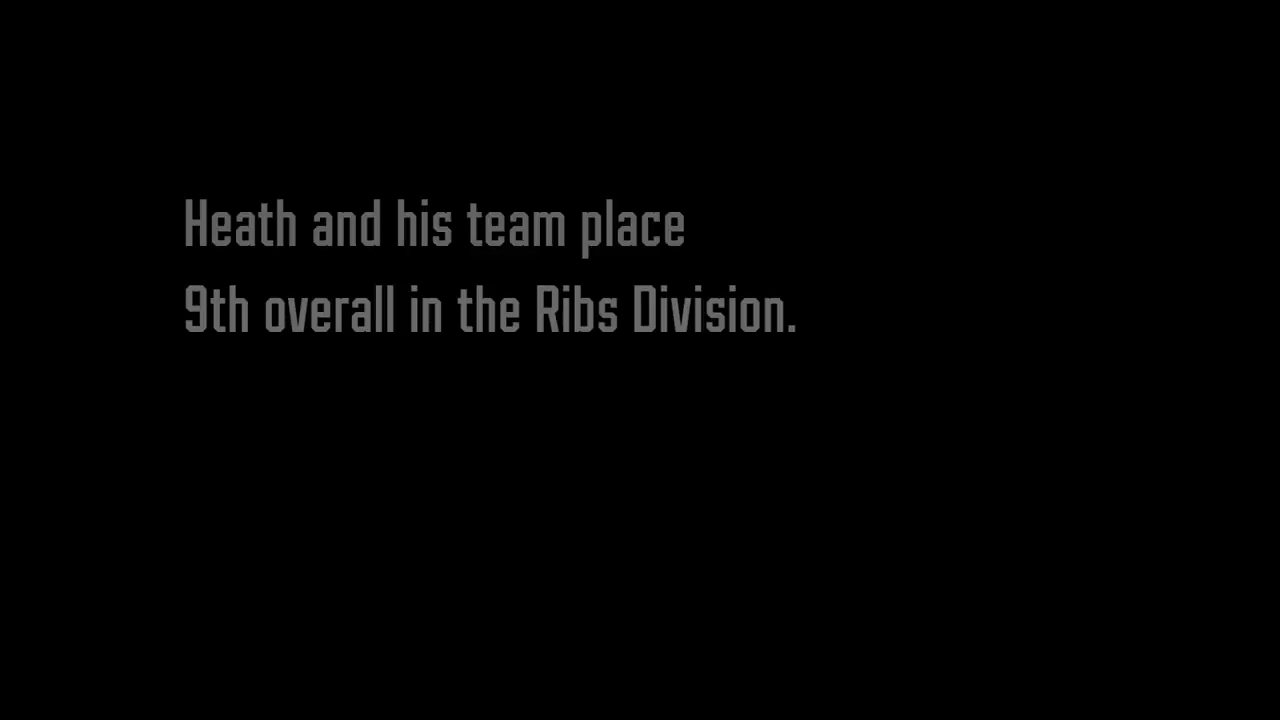 Heath and his team place
9th overall in the Ribs Division.